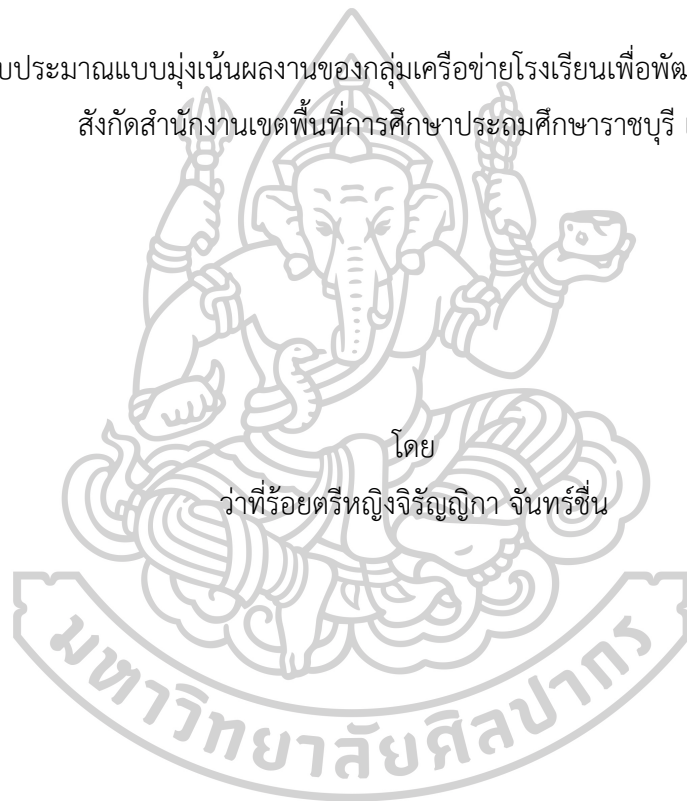 บประมาณแบบมุ่งเน้นผลงานของกลุ่มเครือข่ายโรงเรียนเพื่อพัฒ
สังกัดสำนักงานเขตพื้นที่การศึกษาประถมศึกษาราชบุรี
โดย
ว่าที่ร้อยตรีหญิงจิรัญญิกา จันทร์ชื่น
มหาวิทยาลัยศิลปากร